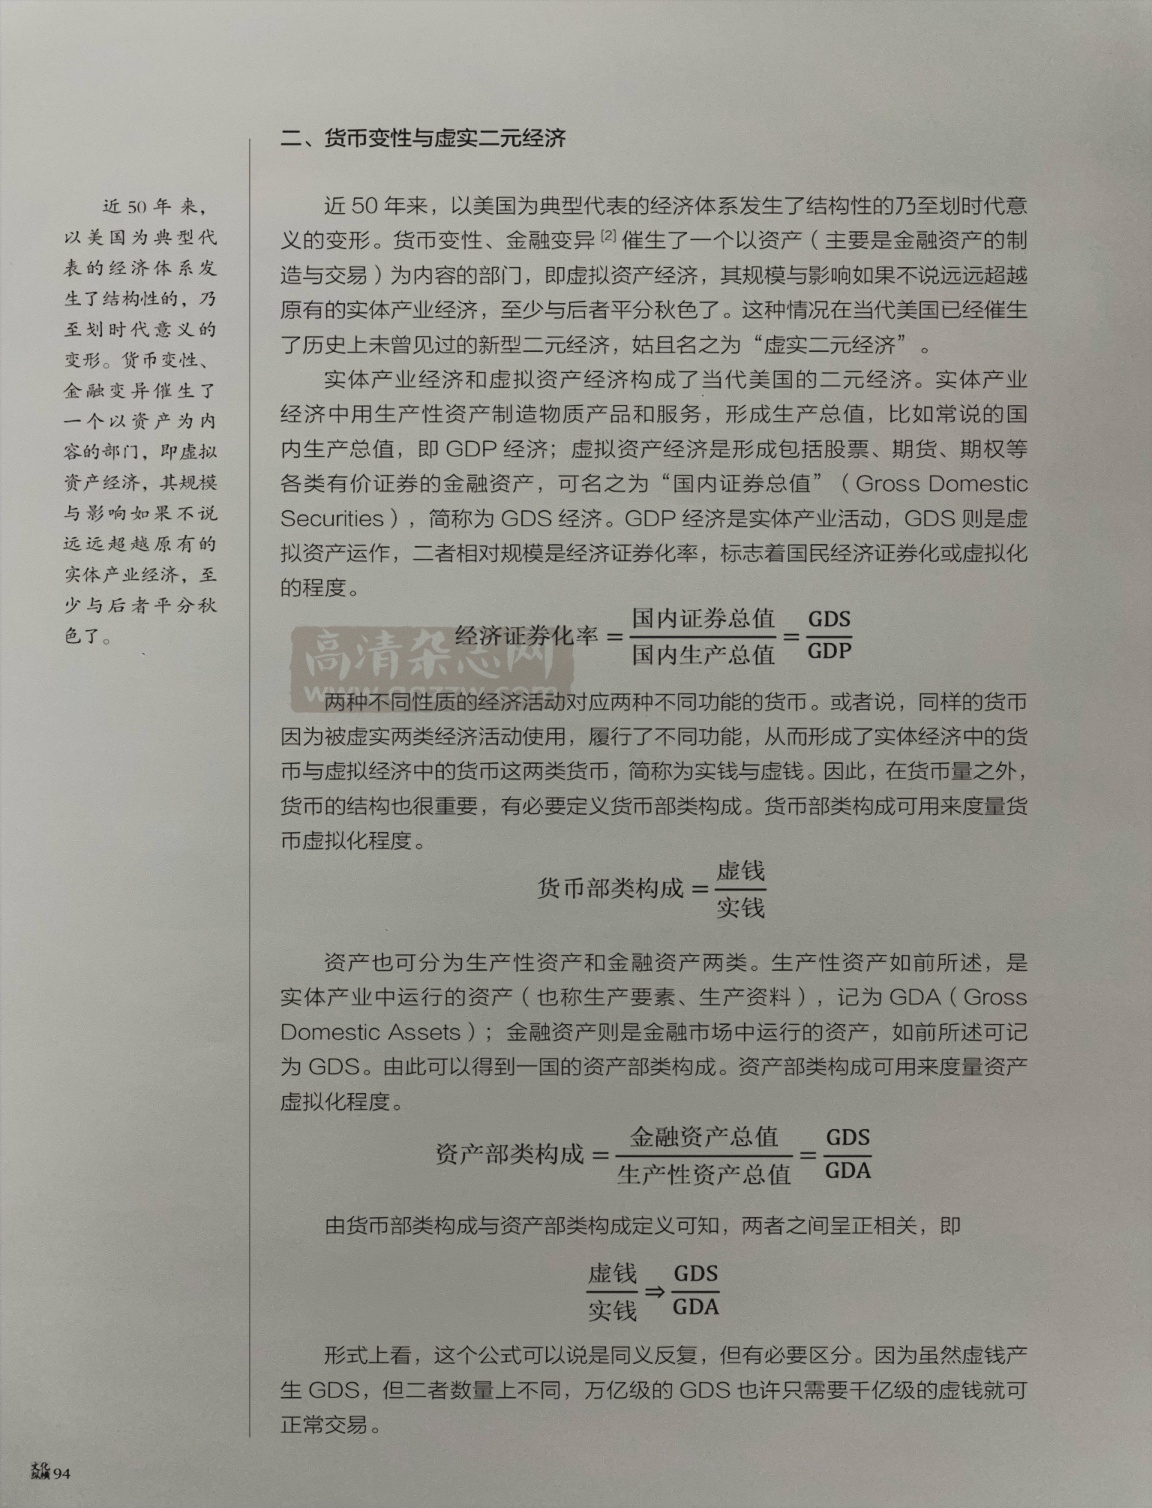 二、货币变性与虚实二元经济
近 50 年 来，
以美国为典型代
表的经济体系发
生了结构性的，乃
至划时代意义的
变形。货币变性、
金融变异催生了
一个以资产为内
容的部门，即虚拟
资产经济，其规模
与影响如果不说
远远超越原有的
实体产业经济，至
少与后者平分秋
色了。
近 50 年来，以美国为典型代表的经济体系发生了结构性的乃至划时代意
义的变形。货币变性、金融变异 [2] 催生了一个以资产（主要是金融资产的制
造与交易）为内容的部门，即虚拟资产经济，其规模与影响如果不说远远超越
原有的实体产业经济，至少与后者平分秋色了。这种情况在当代美国已经催生
了历史上未曾见过的新型二元经济，姑且名之为“虚实二元经济”。
实体产业经济和虚拟资产经济构成了当代美国的二元经济。实体产业
经济中用生产性资产制造物质产品和服务，形成生产总值，比如常说的国
内生产总值，即 GDP 经济；虚拟资产经济是形成包括股票、期货、期权等
各类有价证券的金融资产，可名之为“国内证券总值”（Gross Domestic
Securities），简称为 GDS 经济。GDP 经济是实体产业活动，GDS 则是虚
拟资产运作，二者相对规模是经济证券化率，标志着国民经济证券化或虚拟化
的程度。
经济证券化率 = 国内证券总值/国内生产总值 = GDS/GDP
高清杂志网
两种不同性质的经济活动对应两种不同功能的货币。或者说，同样的货币
因为被虚实两类经济活动使用，履行了不同功能，从而形成了实体经济中的货
币与虚拟经济中的货币这两类货币，简称为实钱与虚钱。因此，在货币量之外，
货币的结构也很重要，有必要定义货币部类构成。货币部类构成可用来度量货
币虚拟化程度。
货币部类构成 = 虚钱/实钱
资产也可分为生产性资产和金融资产两类。生产性资产如前所述，是
实体产业中运行的资产（也称生产要素、生产资料），记为 GDA（Gross
Domestic Assets）；金融资产则是金融市场中运行的资产，如前所述可记
为 GDS。由此可以得到一国的资产部类构成。资产部类构成可用来度量资产
虚拟化程度。
资产部类构成 = 金融资产总值/生产性资产总值 = GDS/GDA
由货币部类构成与资产部类构成定义可知，两者之间呈正相关，即
虚钱/实钱 ⇒ GDS/GDA
形式上看，这个公式可以说是同义反复，但有必要区分。因为虽然虚钱产
生 GDS，但二者数量上不同，万亿级的 GDS 也许只需要千亿级的虚钱就可
正常交易。
文化纵横 94